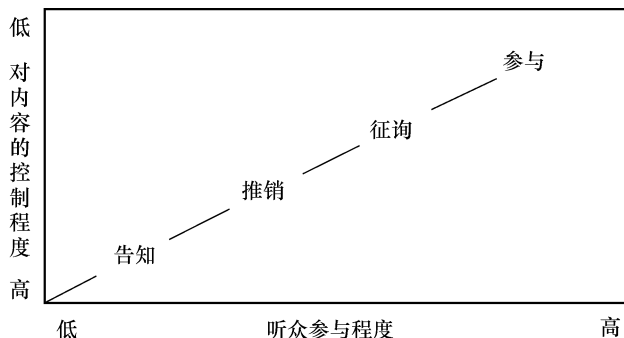 低
对内容的控制程度
高
参与
征询
推销
告知
低
听众参与程度
高